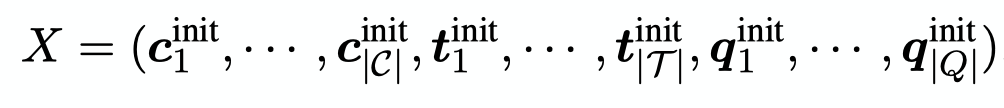 X = (c_1^init, ⋯ , c_|𝒞|^init, t_1^init, ⋯ , t_|𝒯|^init, q_1^init, ⋯ , q_|Q|^init)